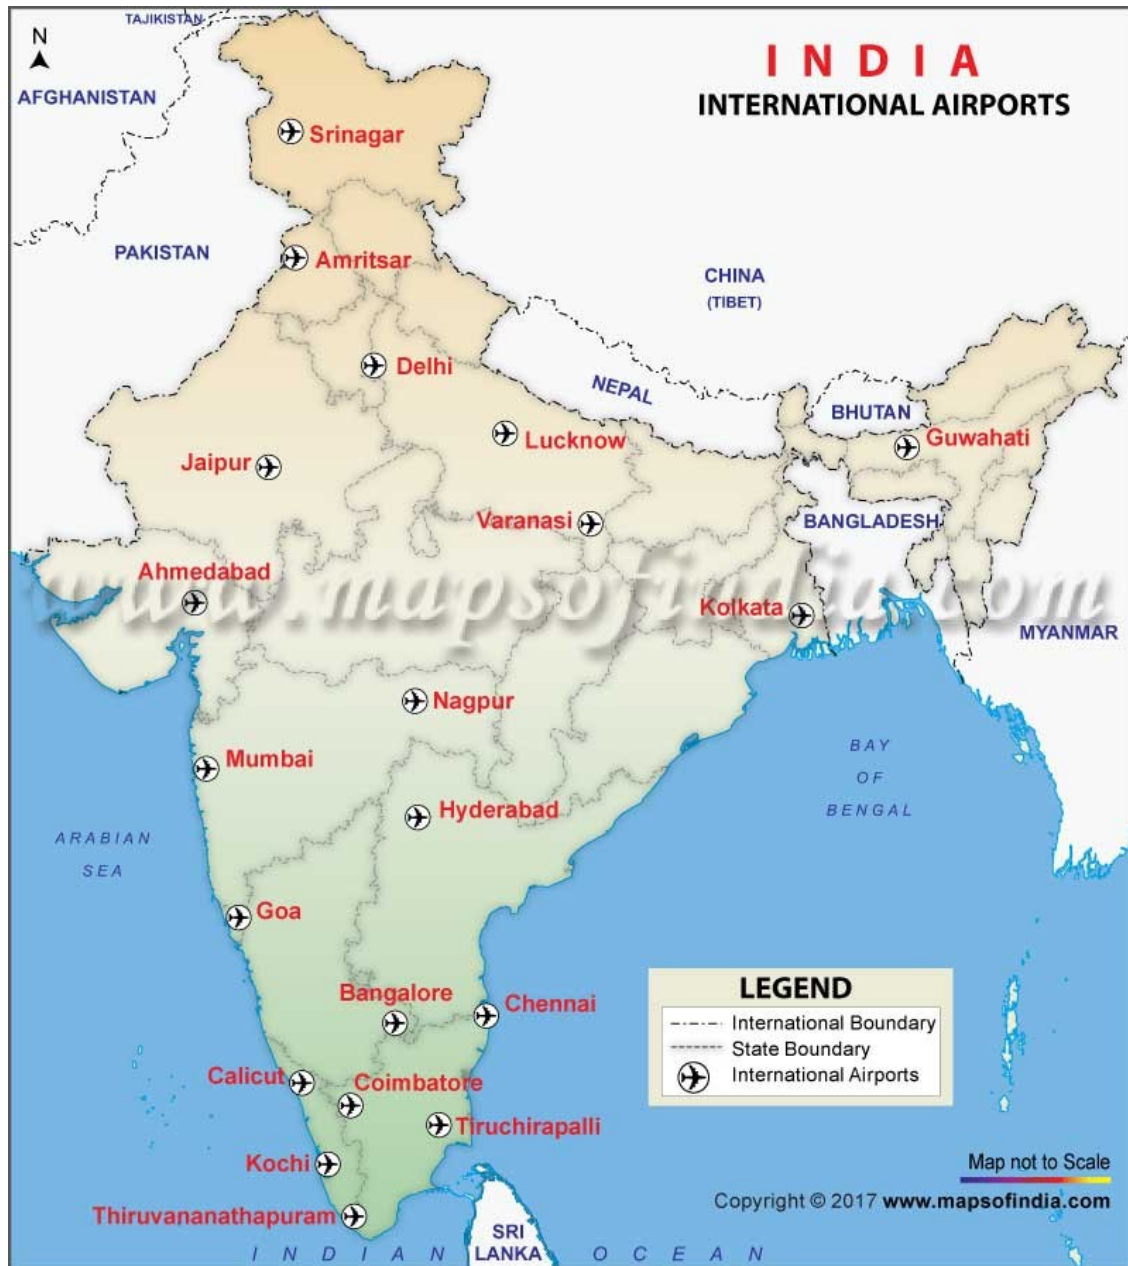 TAJIKISTAN
N
INDIA
INTERNATIONAL AIRPORTS
AFGHANISTAN
Srinagar
PAKISTAN
Amritsar
CHINA
(TIBET)
Delhi
NEPAL
BHUTAN
Lucknow
Guwahati
Jaipur
Varanasi
BANGLADESH
Ahmedabad
www.mapsofindia.com
Kolkata
MYANMAR
Nagpur
Mumbai
BAY
OF
BENGAL
Hyderabad
ARABIAN
SEA
Goa
Bangalore
Chennai
LEGEND
International Boundary
State Boundary
International Airports
Calicut
Coimbatore
Tiruchirapalli
Kochi
Map not to Scale
Copyright © 2017 www.mapsofindia.com
Thiruvananathapuram
SRI
LANKA
INDIAN OCEAN